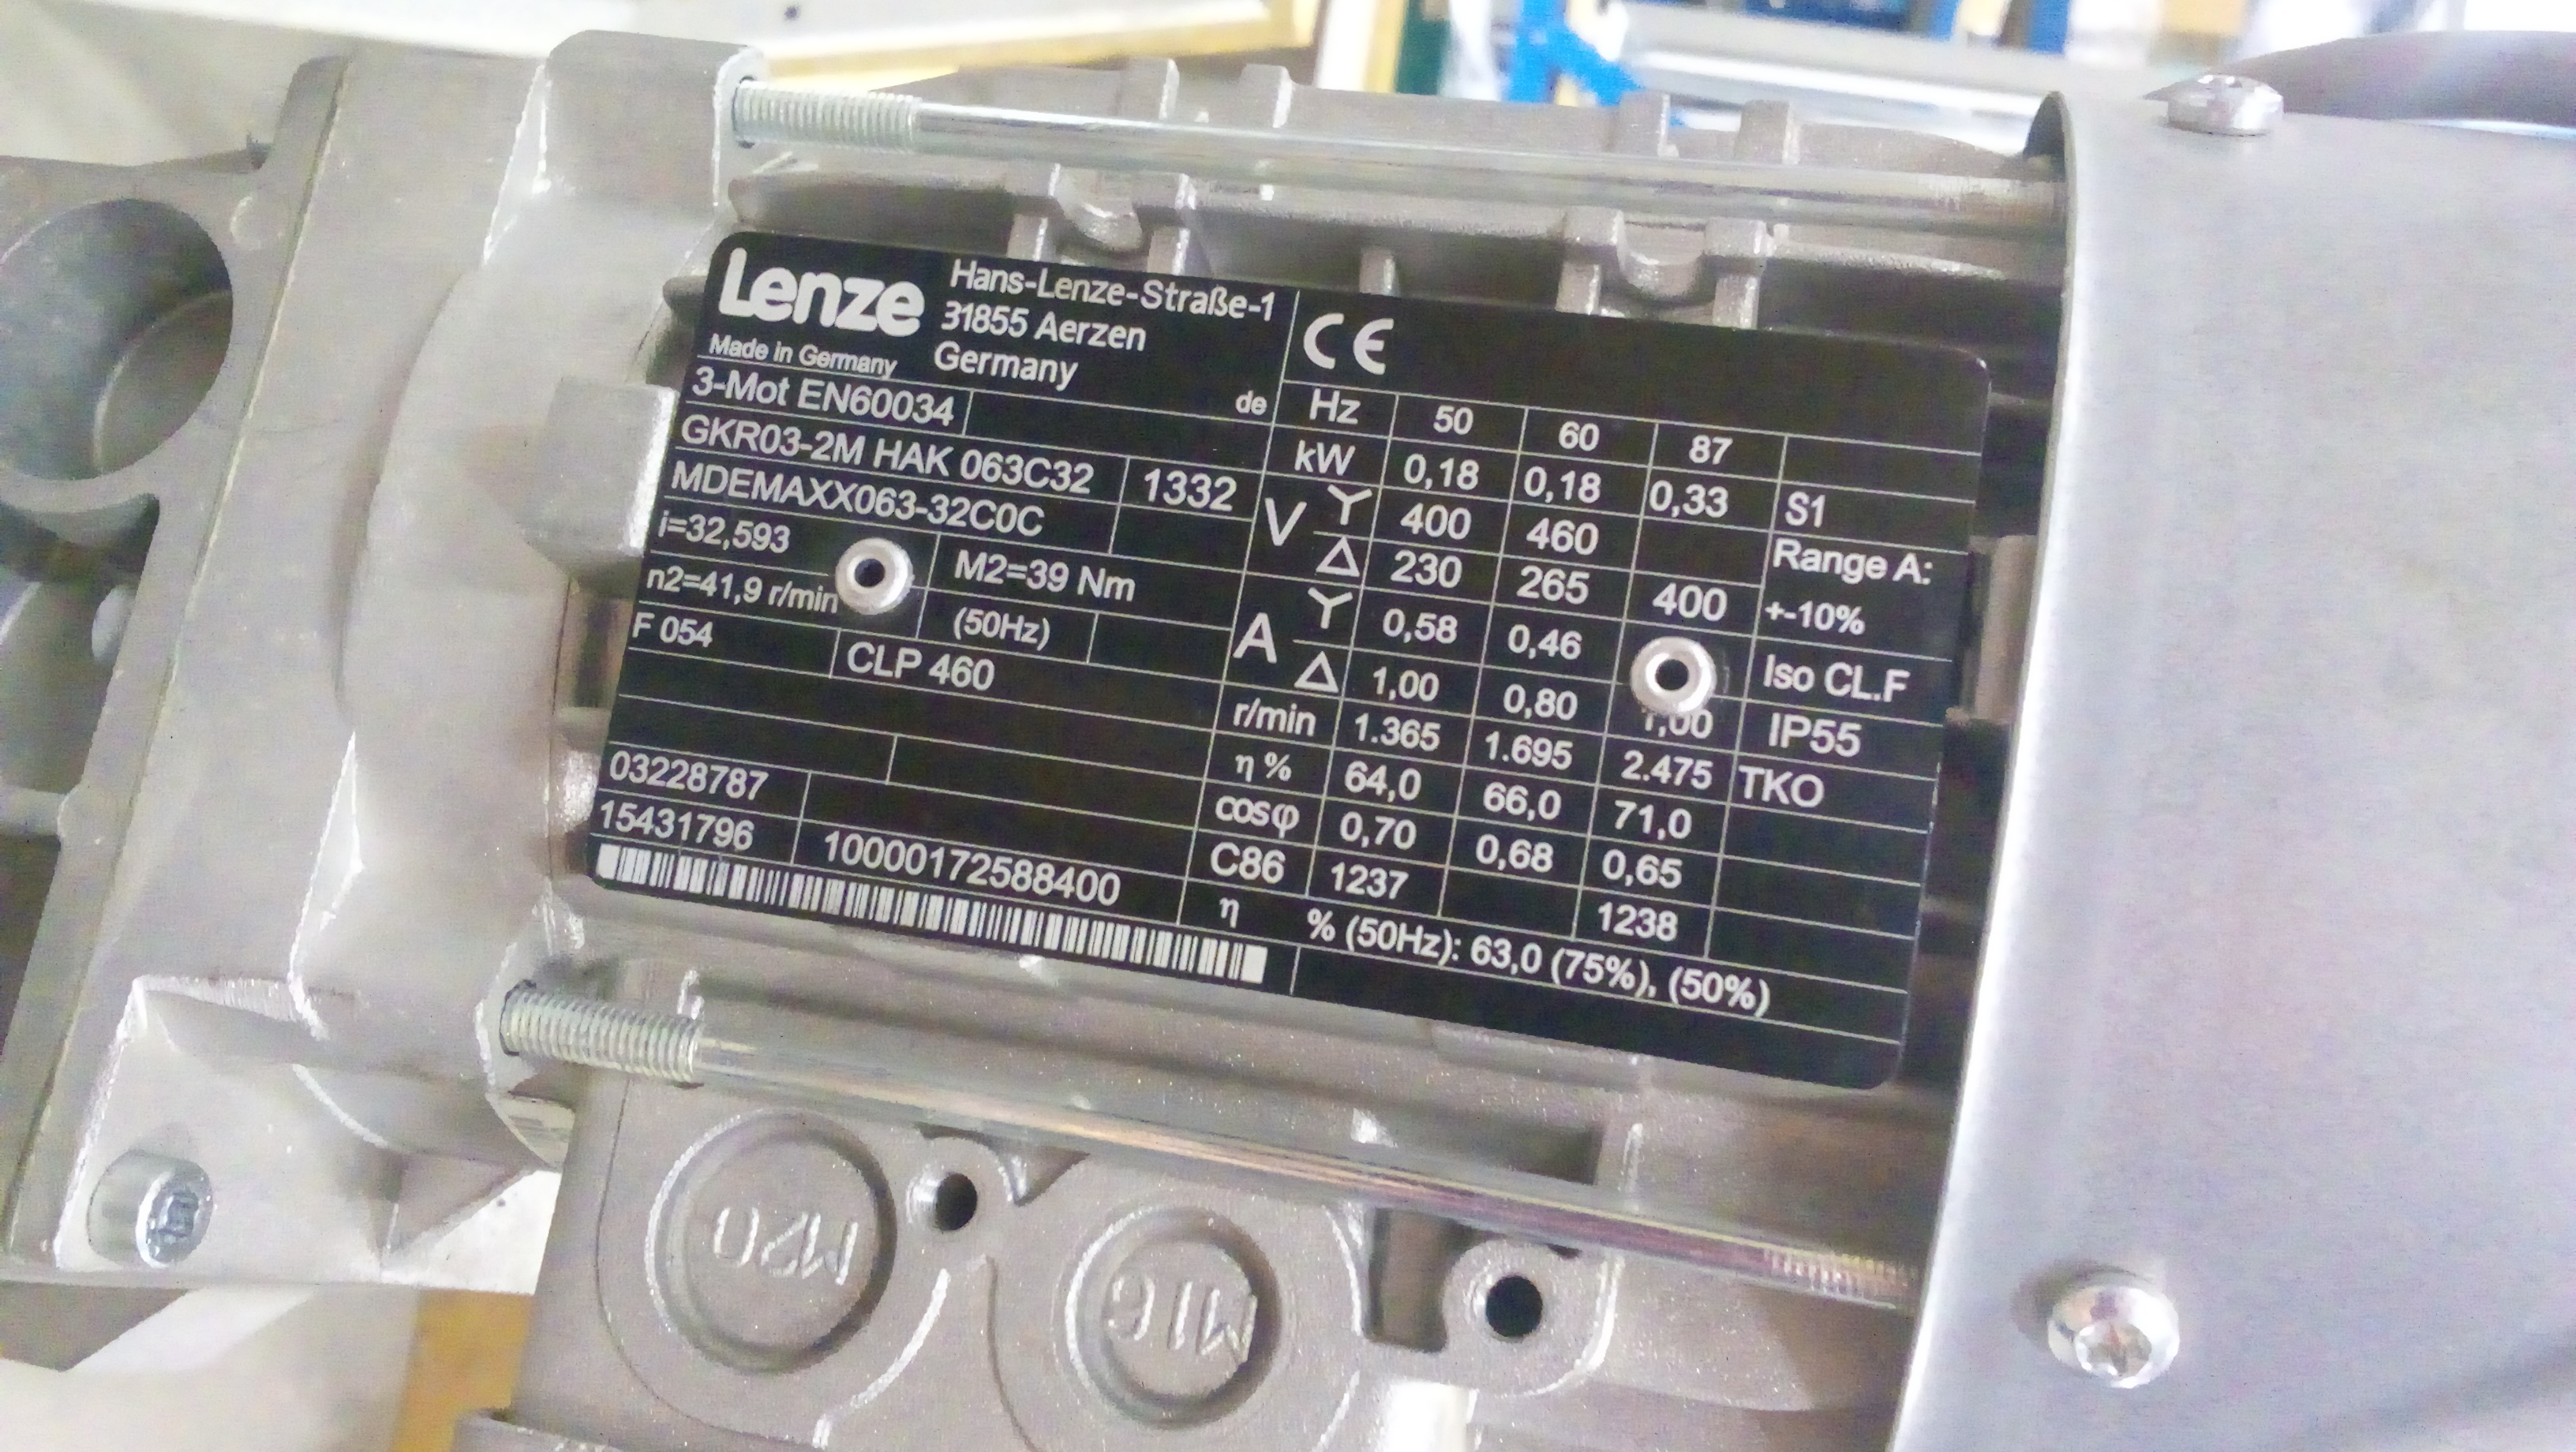 Lenze
Made in Germany
Hans-Lenze-Straße-1
31855 Aerzen
Germany
de
3-Mot EN60034
GKR03-2M HAK 063C32
1332
MDEMAXX063-32C0C
i=32,593
M2=39 Nm
n2=41,9 r/min
(50Hz)
F 054
CLP 460
03228787
15431796
10000172588400
CE
Hz 50 60 87
kW 0,18 0,18 0,33 S1
V Y 400 460
Δ 230 265 400
Range A:
+-10%
A Y 0,58 0,46
Δ 1,00 0,80 1,00
Iso CL.F
IP55
r/min 1.365 1.695 2.475 TKO
η % 64,0 66,0 71,0
cosφ 0,70 0,68 0,65
C86 1237 1238
η % (50Hz): 63,0 (75%), (50%)
M20
M16